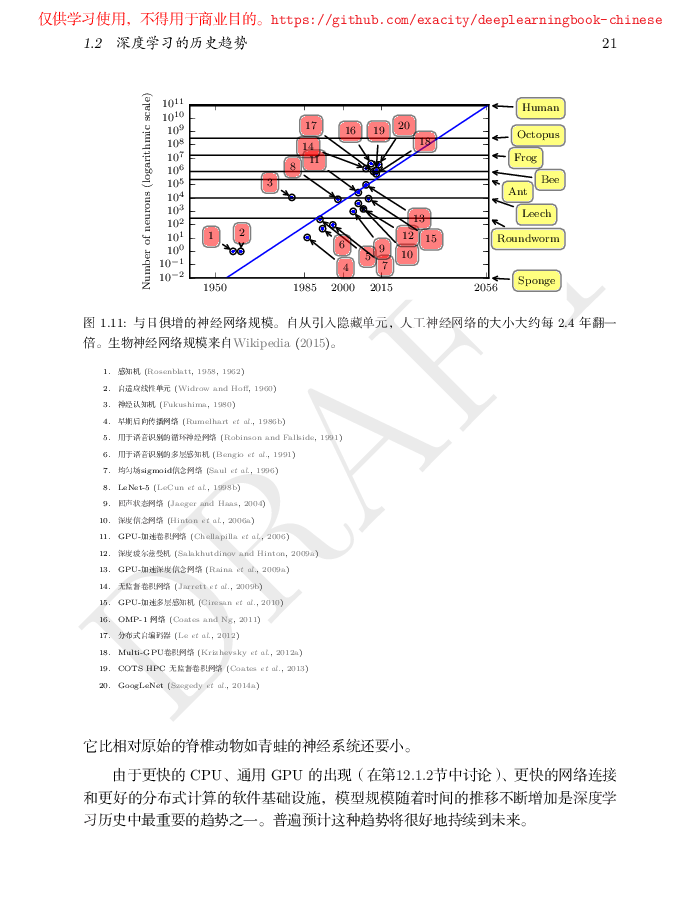 仅供学习使用，不得用于商业目的。https://github.com/exacity/deeplearningbook-chinese
1.2 深度学习的历史趋势 21
Number of neurons (logarithmic scale)
10^11
10^10
10^9
10^8
10^7
10^6
10^5
10^4
10^3
10^2
10^1
10^0
10^−1
10^−2
1950 1985 2000 2015 2056
1
2
3
8
14
11
17
16
19
20
18
13
6
4
5
9
7
12
10
15
Human
Octopus
Frog
Bee
Ant
Leech
Roundworm
Sponge
图 1.11: 与日俱增的神经网络规模。自从引入隐藏单元，人工神经网络的大小大约每 2.4 年翻一
倍。生物神经网络规模来自Wikipedia (2015)。
1. 感知机 (Rosenblatt, 1958, 1962)
2. 自适应线性单元 (Widrow and Hoff, 1960)
3. 神经认知机 (Fukushima, 1980)
4. 早期后向传播网络 (Rumelhart et al., 1986b)
5. 用于语音识别的循环神经网络 (Robinson and Fallside, 1991)
6. 用于语音识别的多层感知机 (Bengio et al., 1991)
7. 均匀场sigmoid信念网络 (Saul et al., 1996)
8. LeNet-5 (LeCun et al., 1998b)
9. 回声状态网络 (Jaeger and Haas, 2004)
10. 深度信念网络 (Hinton et al., 2006a)
11. GPU-加速卷积网络 (Chellapilla et al., 2006)
12. 深度玻尔兹曼机 (Salakhutdinov and Hinton, 2009a)
13. GPU-加速深度信念网络 (Raina et al., 2009a)
14. 无监督卷积网络 (Jarrett et al., 2009b)
15. GPU-加速多层感知机 (Ciresan et al., 2010)
16. OMP-1 网络 (Coates and Ng, 2011)
17. 分布式自编码器 (Le et al., 2012)
18. Multi-GPU卷积网络 (Krizhevsky et al., 2012a)
19. COTS HPC 无监督卷积网络 (Coates et al., 2013)
20. GoogLeNet (Szegedy et al., 2014a)
它比相对原始的脊椎动物如青蛙的神经系统还要小。
由于更快的 CPU、通用 GPU 的出现（在第12.1.2节中讨论）、更快的网络连接
和更好的分布式计算的软件基础设施，模型规模随着时间的推移不断增加是深度学
习历史中最重要的趋势之一。普遍预计这种趋势将很好地持续到未来。
DRAFT